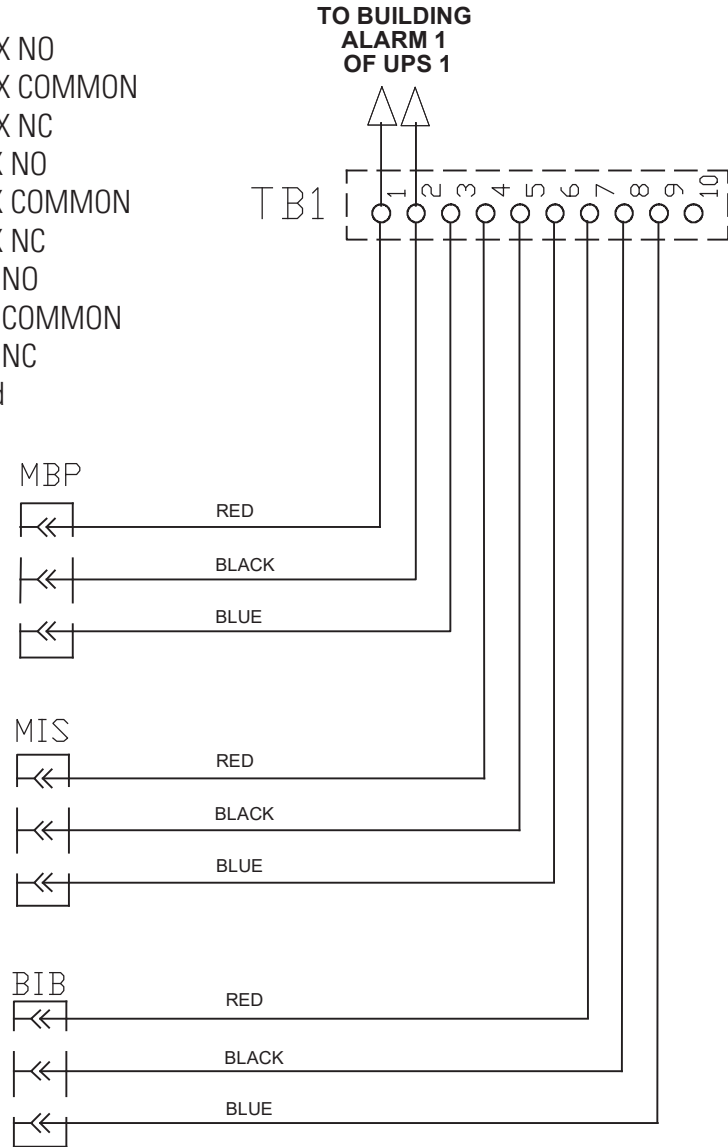 TO BUILDING
ALARM 1
OF UPS 1
NO
COMMON
NC
NO
COMMON
NC
NO
COMMON
NC
TB1
1 2 3 4 5 6 7 8 9 10
MBP
RED
BLACK
BLUE
MIS
RED
BLACK
BLUE
BIB
RED
BLACK
BLUE